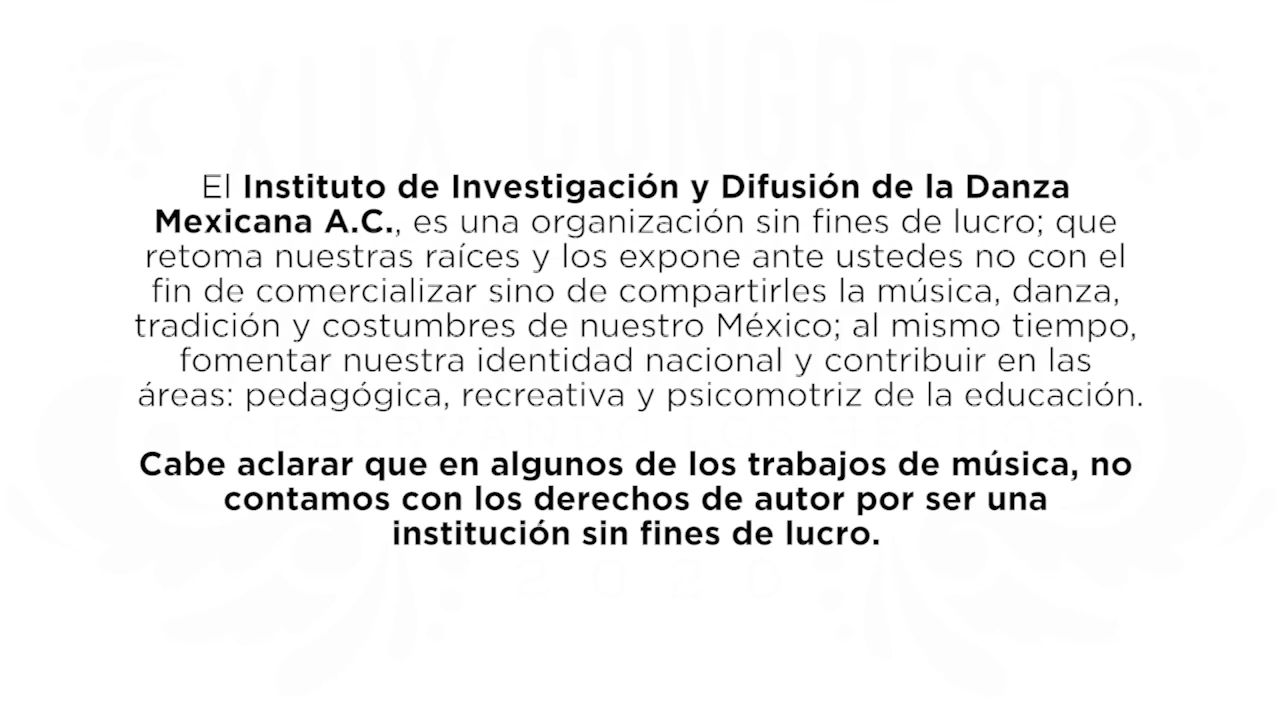 XLIX CONGRESO
El Instituto de Investigación y Difusión de la Danza
Mexicana A.C., es una organización sin fines de lucro; que
retoma nuestras raíces y los expone ante ustedes no con el
fin de comercializar sino de compartirles la música, danza,
tradición y costumbres de nuestro México; al mismo tiempo,
fomentar nuestra identidad nacional y contribuir en las
áreas: pedagógica, recreativa y psicomotriz de la educación.
Cabe aclarar que en algunos de los trabajos de música, no
contamos con los derechos de autor por ser una
institución sin fines de lucro.
2020